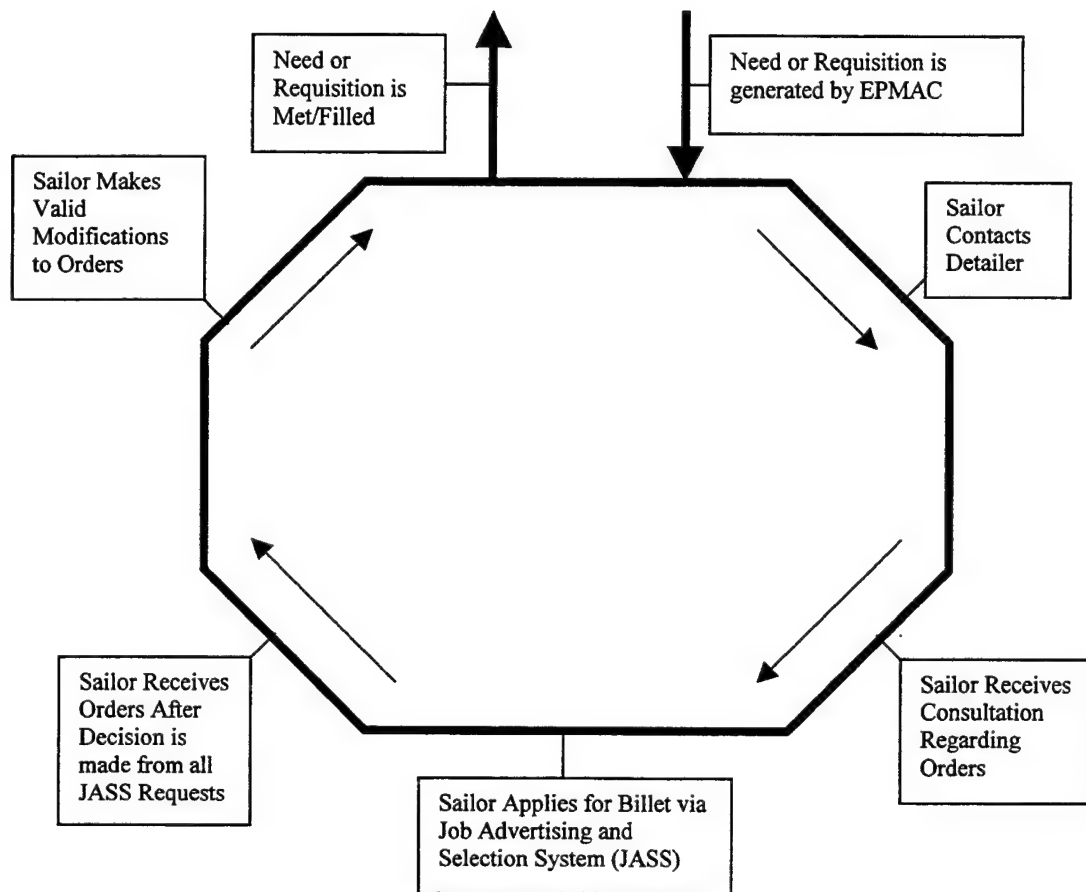 Need or
Requisition is
Met/Filled
Need or Requisition is
generated by EPMAC
Sailor Makes
Valid
Modifications
to Orders
Sailor
Contacts
Detailer
Sailor Receives
Orders After
Decision is
made from all
JASS Requests
Sailor Applies for Billet via
Job Advertising and
Selection System (JASS)
Sailor Receives
Consultation
Regarding
Orders